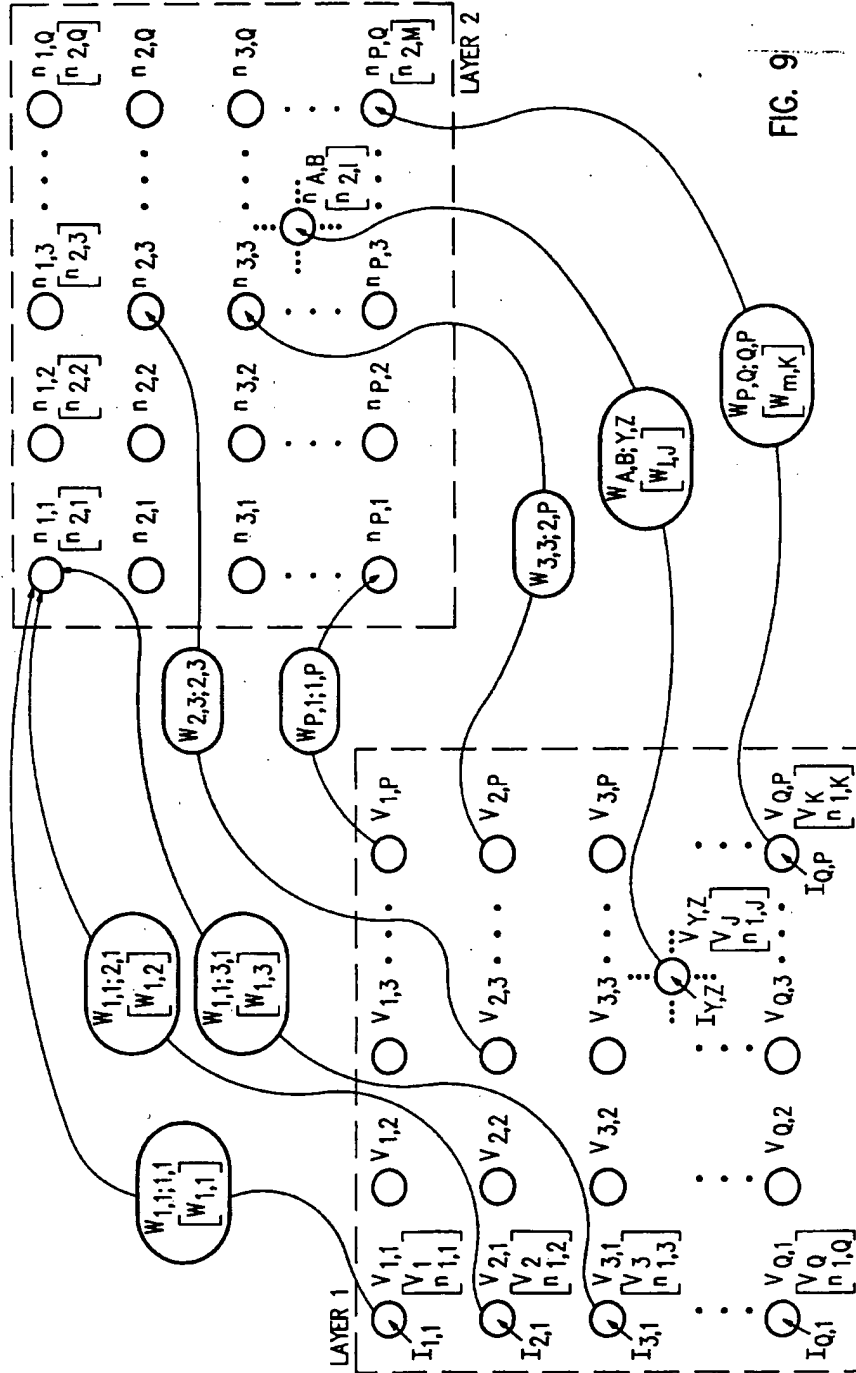 LAYER 1
V1,1 [V1 n1,1]
V1,2
V1,3
V1,P
I1,1
V2,1 [V2 n1,2]
V2,2
V2,3
V2,P
I2,1
V3,1 [V3 n1,3]
V3,2
V3,3
V3,P
I3,1
VY,Z [VJ n1,J]
IY,Z
VQ,1 [VQ n1,Q]
VQ,2
VQ,3
VQ,P [VK n1,K]
IQ,1
IQ,P
W1,1;1,1 [W1,1]
W1,1;2,1 [W1,2]
W1,1;3,1 [W1,3]
W2,3;2,3
WP,1;1,P
W3,3;2,P
WA,B;Y,Z [WI,J]
WP,Q;Q,P [Wm,K]
n1,1 [n2,1]
n1,2 [n2,2]
n1,3 [n2,3]
n1,Q [n2,Q]
n2,1
n2,2
n2,3
n2,Q
n3,1
n3,2
n3,3
n3,Q
nA,B [n2,I]
nP,1
nP,2
nP,3
nP,Q [n2,M]
LAYER 2
FIG. 9